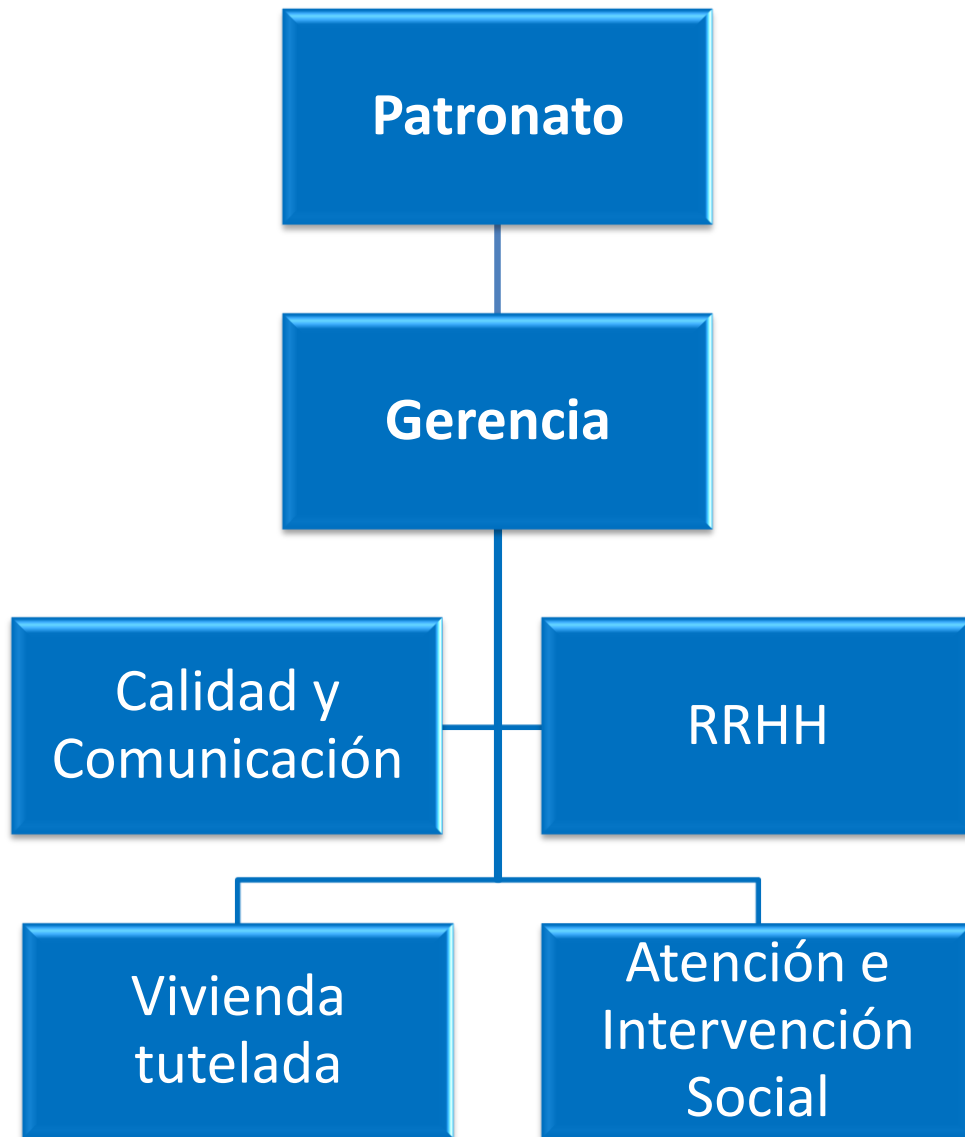 Patronato
Gerencia
Calidad y
Comunicación
RRHH
Vivienda
tutelada
Atención e
Intervención
Social